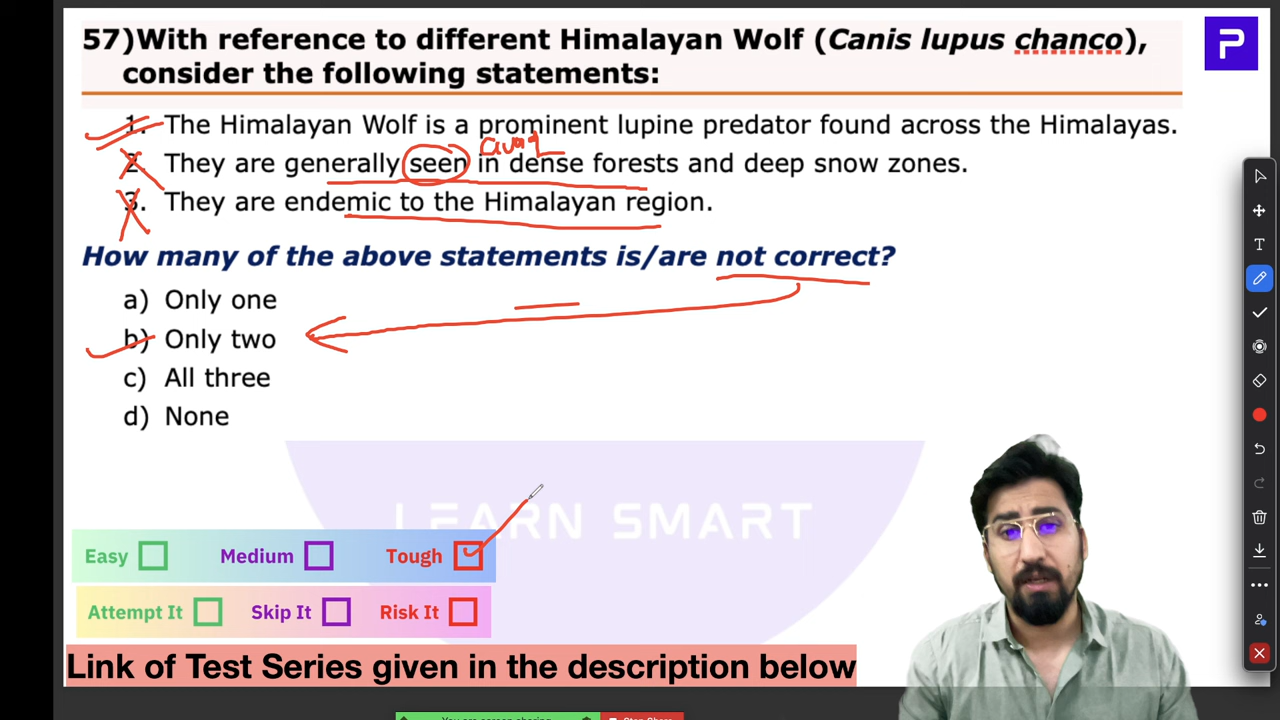 57)With reference to different Himalayan Wolf (Canis lupus chanco),
consider the following statements:
1. The Himalayan Wolf is a prominent lupine predator found across the Himalayas.
avoid
2. They are generally seen in dense forests and deep snow zones.
3. They are endemic to the Himalayan region.
How many of the above statements is/are not correct?
a) Only one
b) Only two
c) All three
d) None
LEARN SMART
Easy Medium Tough
Attempt It Skip It Risk It
Link of Test Series given in the description below